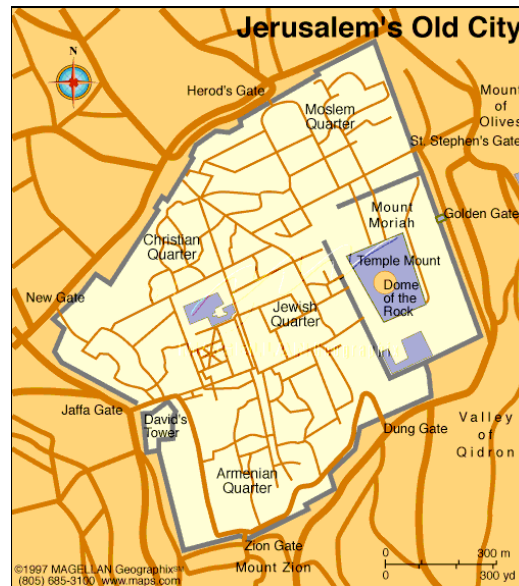 Jerusalem's Old City
N
Herod's Gate
Moslem
Quarter
Mount
of
Olives
St. Stephen's Gate
Mount
Moriah
Golden Gate
Christian
Quarter
Temple Mount
Dome
of the
Rock
New Gate
Jewish
Quarter
Jaffa Gate
David's
Tower
Dung Gate
Valley
of
Qidron
Armenian
Quarter
Zion Gate
Mount Zion
0 300 m
0 300 yd
©1997 MAGELLAN Geographix℠
(805) 685-3100 www.maps.com